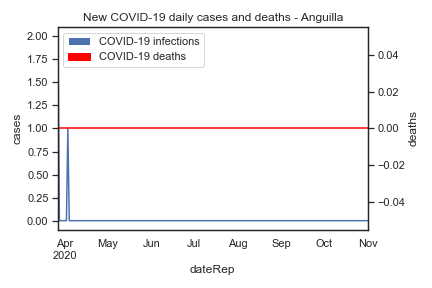 New COVID-19 daily cases and deaths - Anguilla
COVID-19 infections
COVID-19 deaths
2.00
1.75
1.50
1.25
1.00
0.75
0.50
0.25
0.00
cases
0.04
0.02
0.00
−0.02
−0.04
deaths
Apr May Jun Jul Aug Sep Oct Nov
2020
dateRep